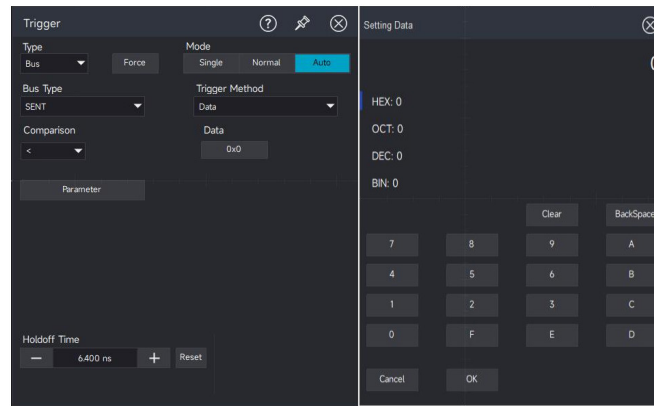 Trigger
Type
Mode
Bus
Force
Single
Normal
Auto
Bus Type
Trigger Method
SENT
Data
Comparison
Data
<
0x0
Parameter
Holdoff Time
6.400 ns
Reset
Setting Data
0
HEX: 0
OCT: 0
DEC: 0
BIN: 0
Clear
BackSpace
7
8
9
A
4
5
6
B
1
2
3
C
0
F
E
D
Cancel
OK